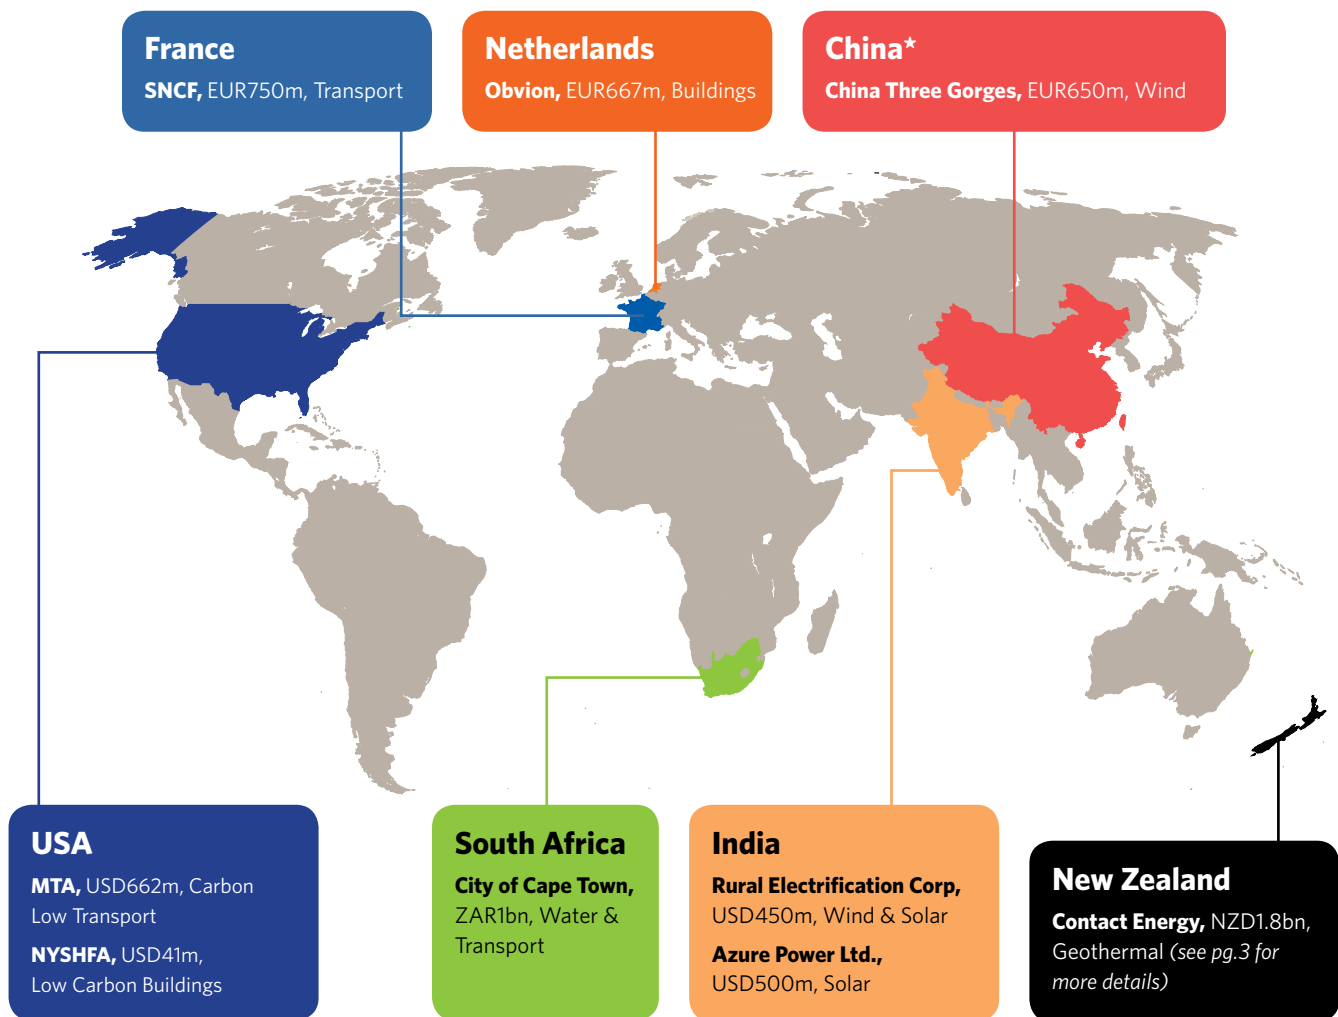 France
SNCF, EUR750m, Transport
Netherlands
Obvion, EUR667m, Buildings
China★
China Three Gorges, EUR650m, Wind
USA
MTA, USD662m, Carbon
Low Transport
NYSHFA, USD41m,
Low Carbon Buildings
South Africa
City of Cape Town,
ZAR1bn, Water &
Transport
India
Rural Electrification Corp,
USD450m, Wind & Solar
Azure Power Ltd.,
USD500m, Solar
New Zealand
Contact Energy, NZD1.8bn,
Geothermal (see pg.3 for
more details)